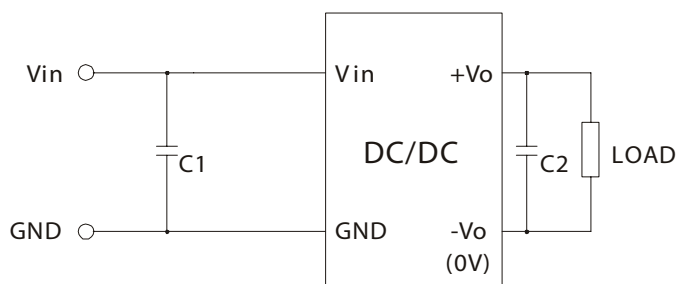 Vin
Vin
+Vo
C1
DC/DC
C2
LOAD
GND
GND
-Vo
(0V)